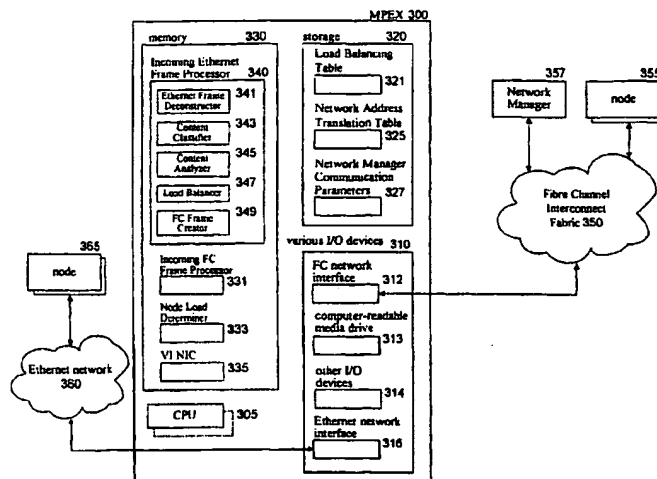 MPEX 300
memory 330
Incoming Ethernet
Frame Processor 340
Ethernet Frame
Deconstructor
341
Content
Classifier
343
Content
Analyzer
345
Load Balancer
347
FC Frame
Creator
349
Incoming FC
Frame Processor
331
Node Load
Determiner
333
VI NIC
335
CPU
305
storage 320
Load Balancing
Table
321
Network Address
Translation Table
325
Network Manager
Communication
Parameters
327
various I/O devices 310
FC network
interface
312
computer-readable
media drive
313
other I/O
devices
314
Ethernet network
interface
316
357
Network
Manager
355
node
Fibre Channel
Interconnect
Fabric 350
365
node
Ethernet network
360